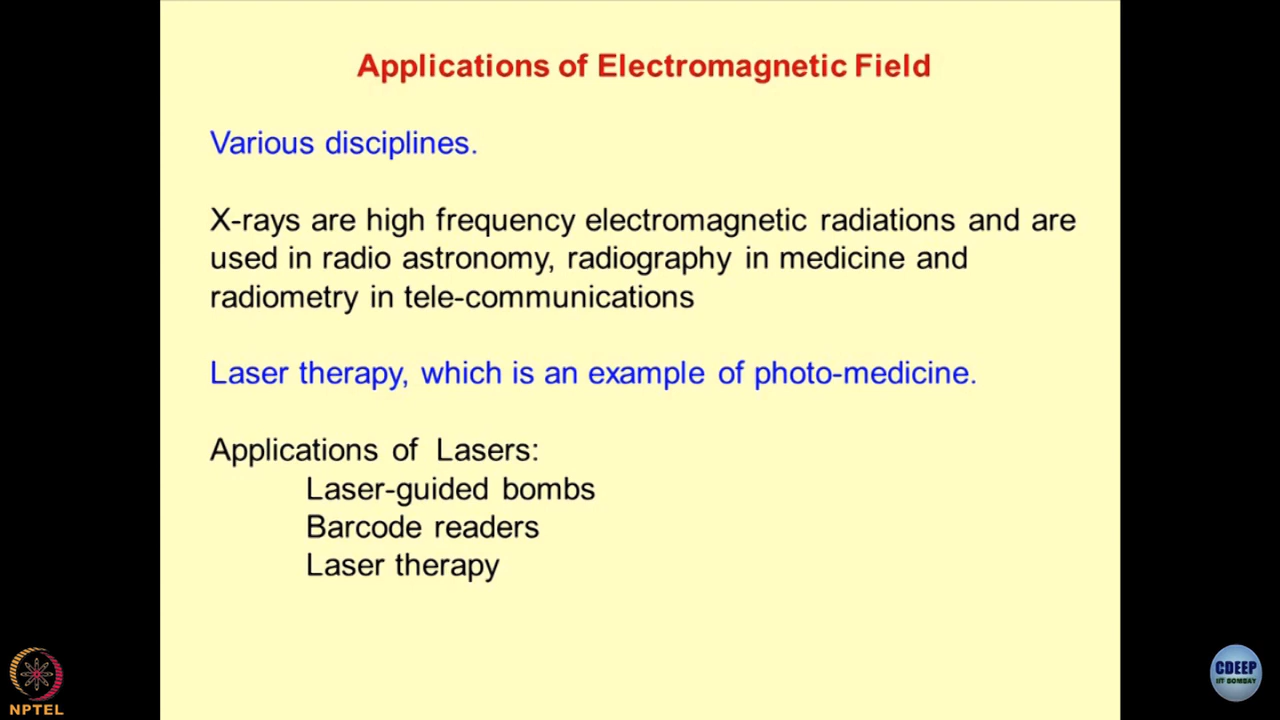 Applications of Electromagnetic Field
Various disciplines.
X-rays are high frequency electromagnetic radiations and are
used in radio astronomy, radiography in medicine and
radiometry in tele-communications
Laser therapy, which is an example of photo-medicine.
Applications of Lasers:
Laser-guided bombs
Barcode readers
Laser therapy
NPTEL
CDEEP
IIT BOMBAY